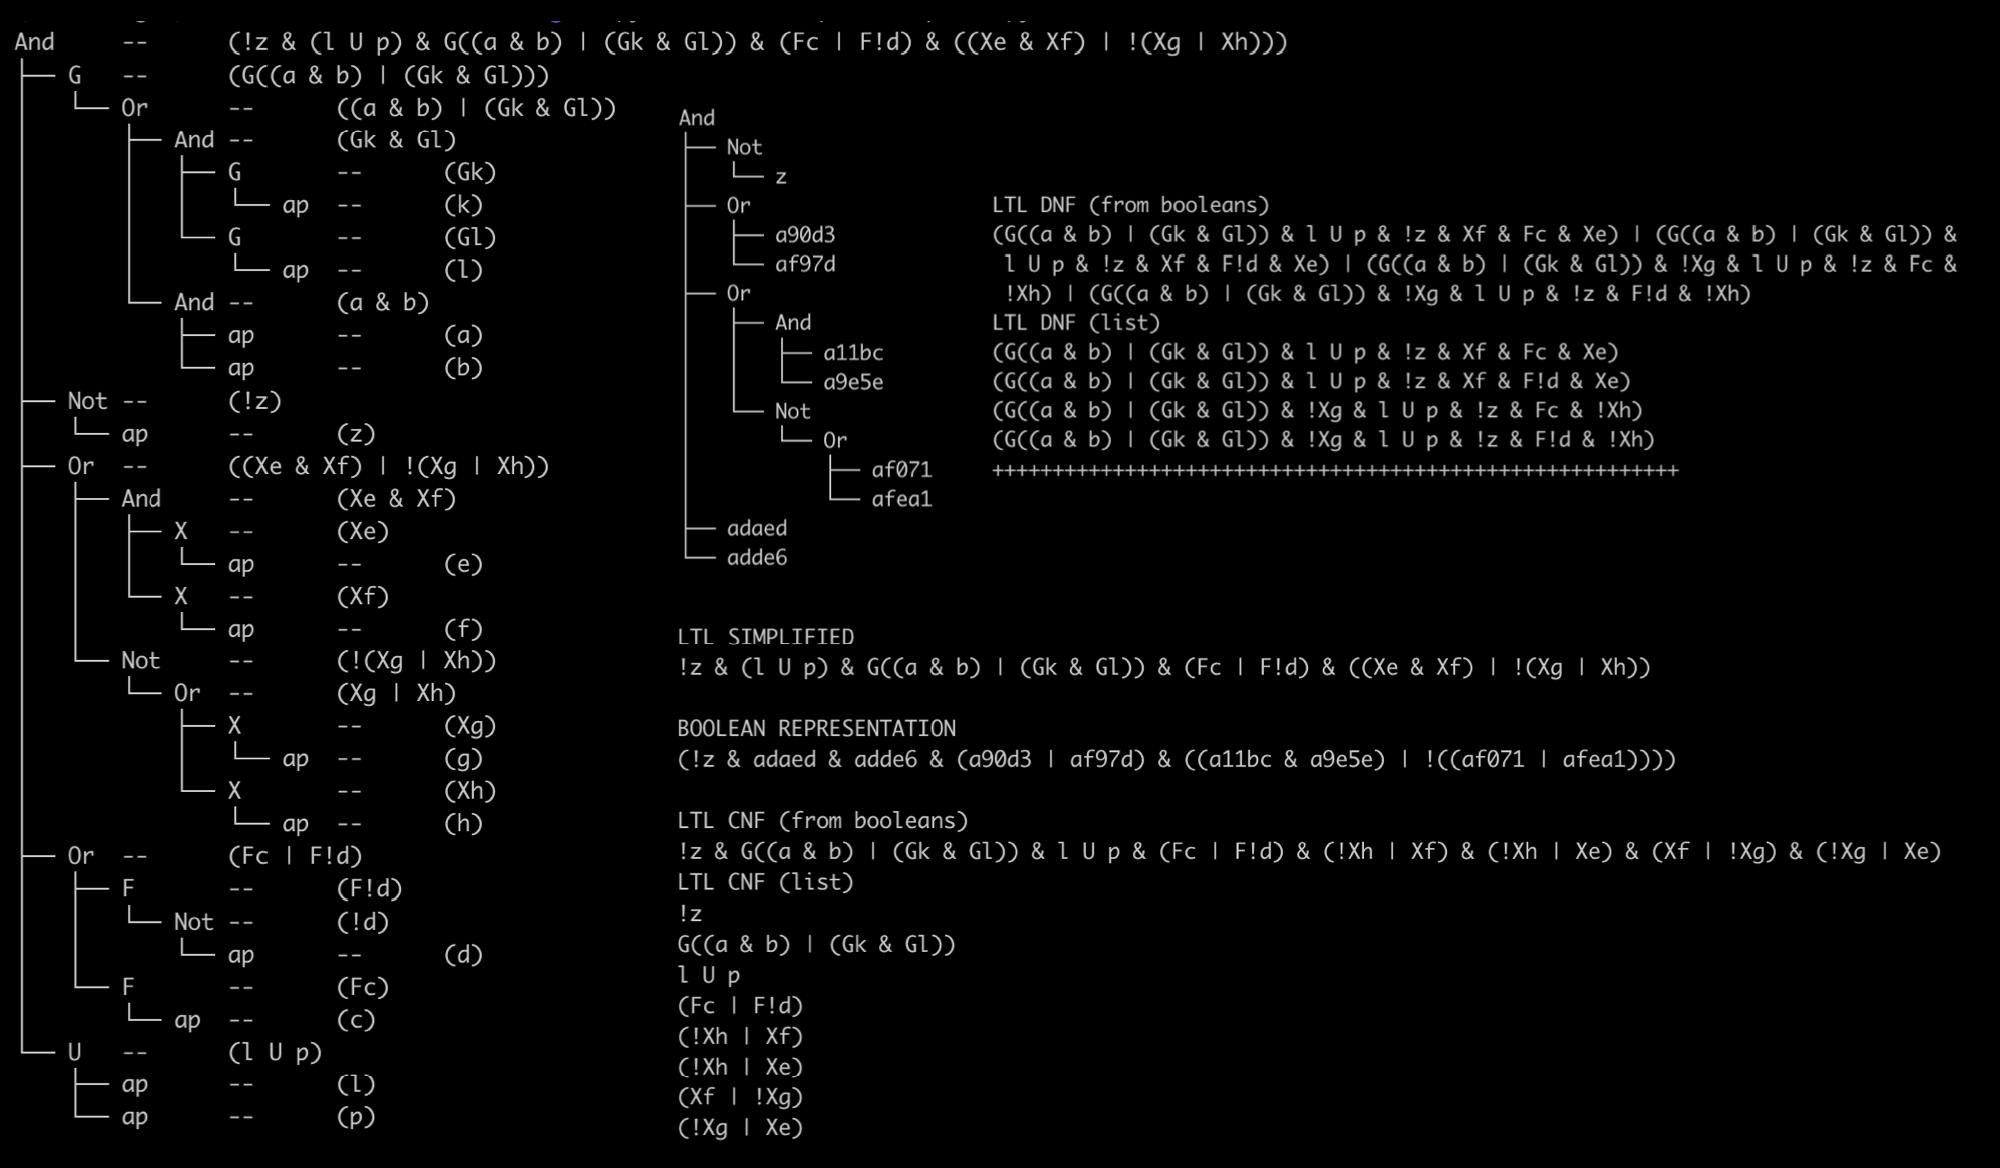 And -- (!z & (l U p) & G((a & b) | (Gk & Gl)) & (Fc | F!d) & ((Xe & Xf) | !(Xg | Xh)))
├── G -- (G((a & b) | (Gk & Gl)))
└── Or -- ((a & b) | (Gk & Gl))
├── And -- (Gk & Gl)
├── G -- (Gk)
└── ap -- (k)
└── G -- (Gl)
└── ap -- (l)
└── And -- (a & b)
├── ap -- (a)
└── ap -- (b)
├── Not -- (!z)
└── ap -- (z)
├── Or -- ((Xe & Xf) | !(Xg | Xh))
├── And -- (Xe & Xf)
├── X -- (Xe)
└── ap -- (e)
└── X -- (Xf)
└── ap -- (f)
└── Not -- (!(Xg | Xh))
└── Or -- (Xg | Xh)
├── X -- (Xg)
└── ap -- (g)
└── X -- (Xh)
└── ap -- (h)
├── Or -- (Fc | F!d)
├── F -- (F!d)
└── Not -- (!d)
└── ap -- (d)
└── F -- (Fc)
└── ap -- (c)
└── U -- (l U p)
├── ap -- (l)
└── ap -- (p)
And
├── Not
└── z
├── Or
├── a90d3
└── af97d
├── Or
├── And
├── a11bc
└── a9e5e
└── Not
└── Or
├── af071
└── afea1
├── adaed
└── adde6
LTL DNF (from booleans)
(G((a & b) | (Gk & Gl)) & l U p & !z & Xf & Fc & Xe) | (G((a & b) | (Gk & Gl)) &
l U p & !z & Xf & F!d & Xe) | (G((a & b) | (Gk & Gl)) & !Xg & l U p & !z & Fc &
!Xh) | (G((a & b) | (Gk & Gl)) & !Xg & l U p & !z & F!d & !Xh)
LTL DNF (list)
(G((a & b) | (Gk & Gl)) & l U p & !z & Xf & Fc & Xe)
(G((a & b) | (Gk & Gl)) & l U p & !z & Xf & F!d & Xe)
(G((a & b) | (Gk & Gl)) & !Xg & l U p & !z & Fc & !Xh)
(G((a & b) | (Gk & Gl)) & !Xg & l U p & !z & F!d & !Xh)
+++++++++++++++++++++++++++++++++++++++++++++++++++++++++
LTL SIMPLIFIED
!z & (l U p) & G((a & b) | (Gk & Gl)) & (Fc | F!d) & ((Xe & Xf) | !(Xg | Xh))
BOOLEAN REPRESENTATION
(!z & adaed & adde6 & (a90d3 | af97d) & ((a11bc & a9e5e) | !((af071 | afea1))))
LTL CNF (from booleans)
!z & G((a & b) | (Gk & Gl)) & l U p & (Fc | F!d) & (!Xh | Xf) & (!Xh | Xe) & (Xf | !Xg) & (!Xg | Xe)
LTL CNF (list)
!z
G((a & b) | (Gk & Gl))
l U p
(Fc | F!d)
(!Xh | Xf)
(!Xh | Xe)
(Xf | !Xg)
(!Xg | Xe)